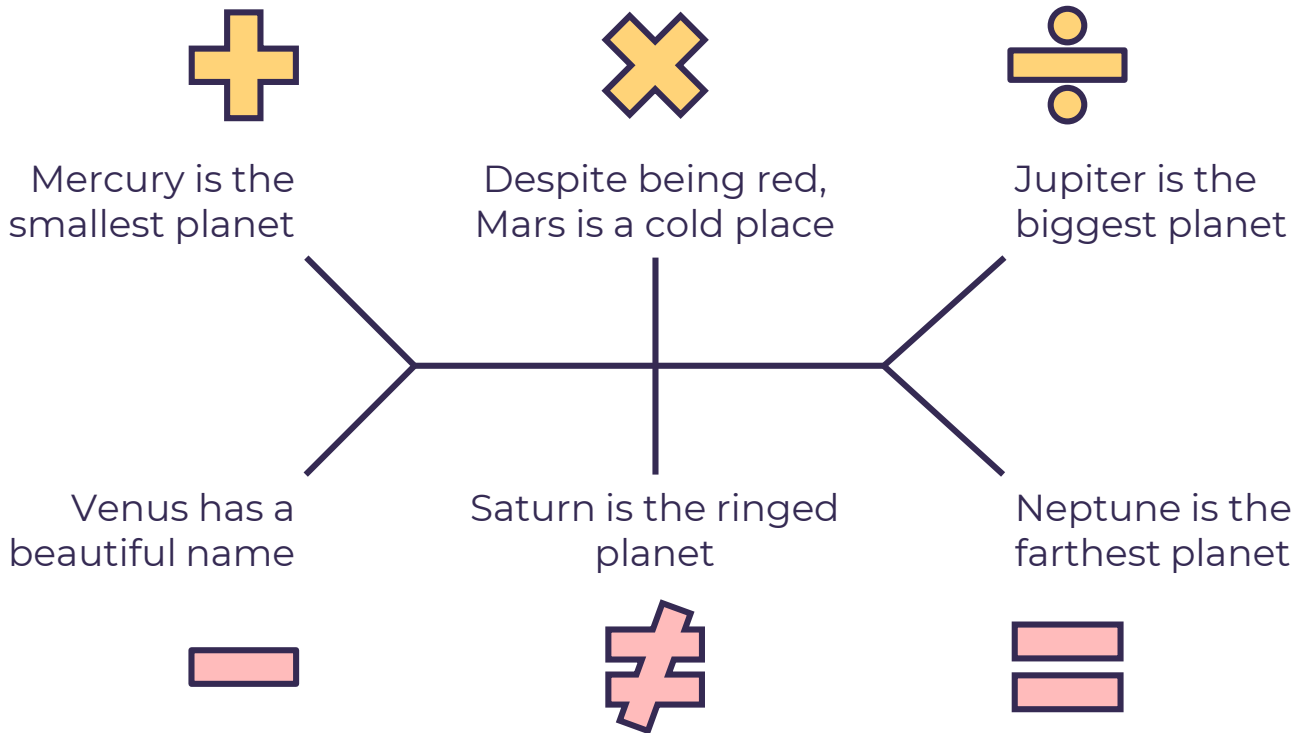 Mercury is the
smallest planet
Despite being red,
Mars is a cold place
Jupiter is the
biggest planet
Venus has a
beautiful name
Saturn is the ringed
planet
Neptune is the
farthest planet